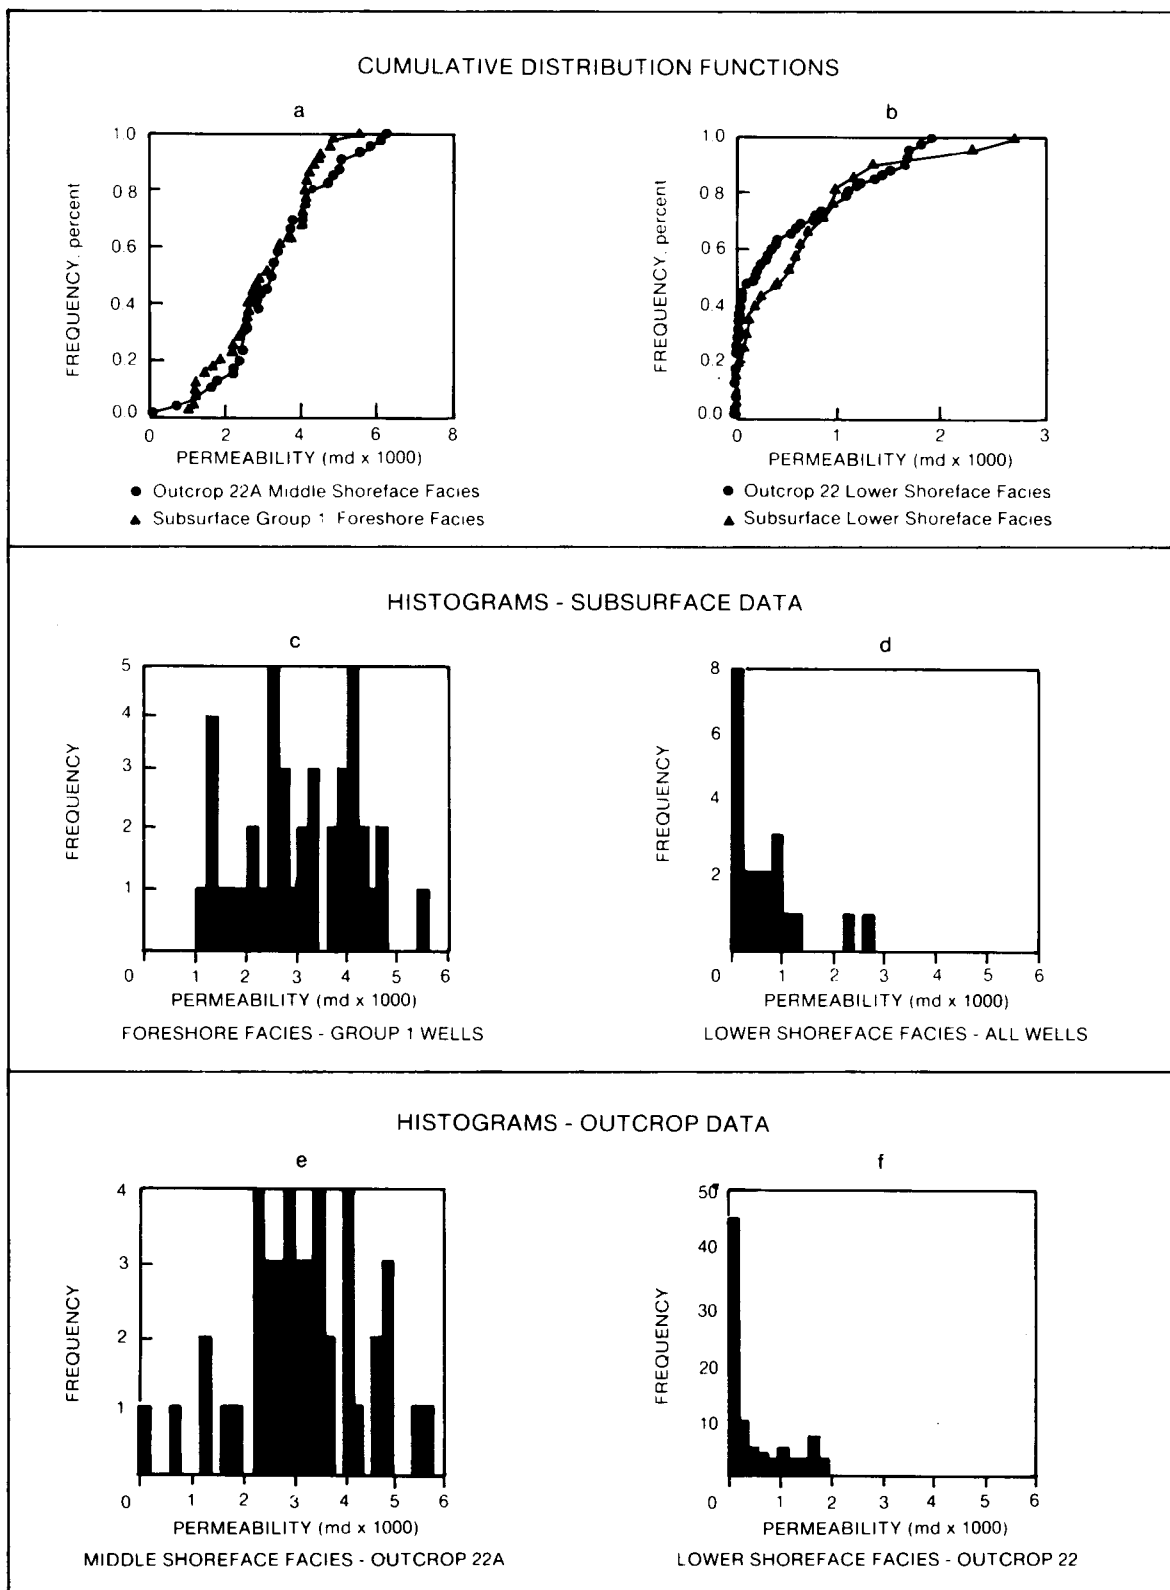 CUMULATIVE DISTRIBUTION FUNCTIONS
a
1.0
0.8
0.6
0.4
0.2
0.0
FREQUENCY, percent
0 2 4 6 8
PERMEABILITY (md x 1000)
● Outcrop 22A Middle Shoreface Facies
▲ Subsurface Group 1 Foreshore Facies
b
1.0
0.8
0.6
0.4
0.2
0.0
FREQUENCY, percent
0 1 2 3
PERMEABILITY (md x 1000)
● Outcrop 22 Lower Shoreface Facies
▲ Subsurface Lower Shoreface Facies
HISTOGRAMS - SUBSURFACE DATA
c
5
4
3
2
1
FREQUENCY
0 1 2 3 4 5 6
PERMEABILITY (md x 1000)
FORESHORE FACIES - GROUP 1 WELLS
d
8
6
4
2
FREQUENCY
0 1 2 3 4 5 6
PERMEABILITY (md x 1000)
LOWER SHOREFACE FACIES - ALL WELLS
HISTOGRAMS - OUTCROP DATA
e
4
3
2
1
FREQUENCY
0 1 2 3 4 5 6
PERMEABILITY (md x 1000)
MIDDLE SHOREFACE FACIES - OUTCROP 22A
f
50
40
30
20
10
FREQUENCY
0 1 2 3 4 5 6
PERMEABILITY (md x 1000)
LOWER SHOREFACE FACIES - OUTCROP 22